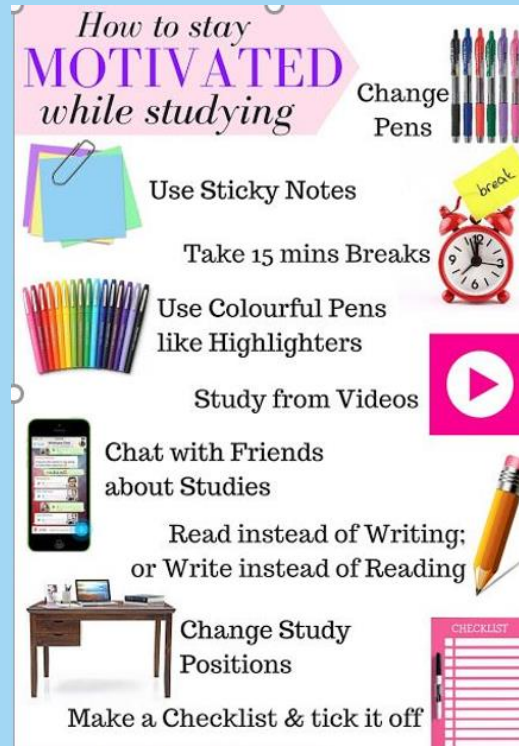 How to stay
MOTIVATED
while studying
Change
Pens
Use Sticky Notes
break
Take 15 mins Breaks
Use Colourful Pens
like Highlighters
Study from Videos
Chat with Friends
about Studies
Read instead of Writing;
or Write instead of Reading
Change Study
Positions
CHECKLIST
Make a Checklist & tick it off